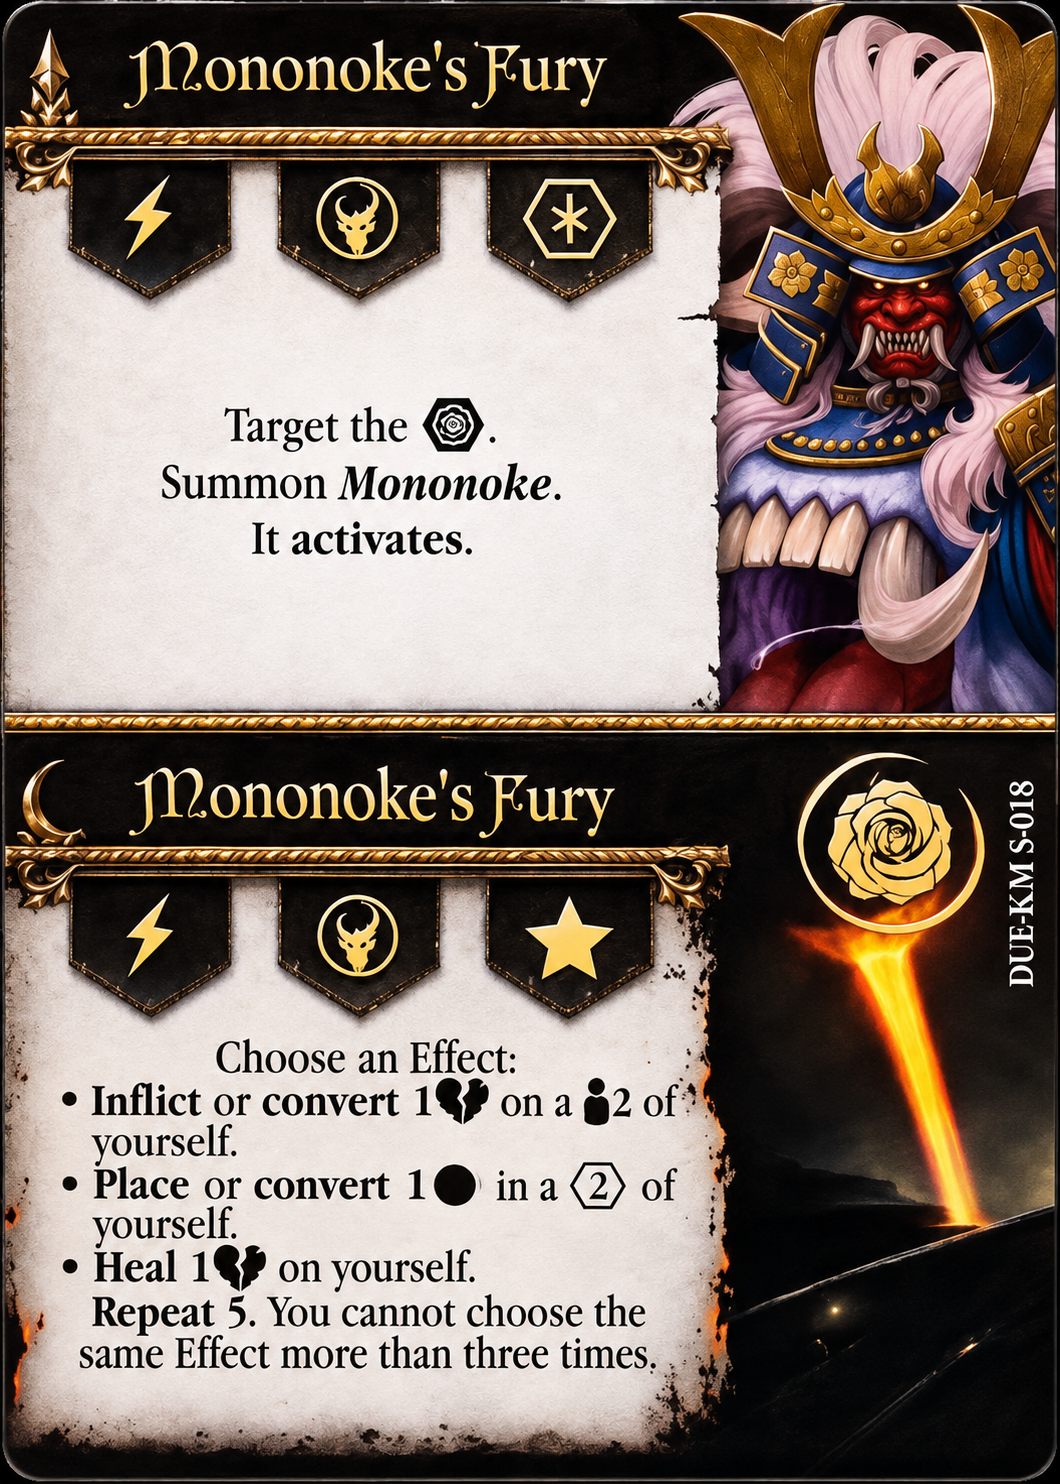 Mononoke's Fury
Target the .
Summon Mononoke.
It activates.
Mononoke's Fury
DUE-KM S-018
Choose an Effect:
• Inflict or convert 1 on a 2 of
yourself.
• Place or convert 1 in a 2 of
yourself.
• Heal 1 on yourself.
Repeat 5. You cannot choose the
same Effect more than three times.